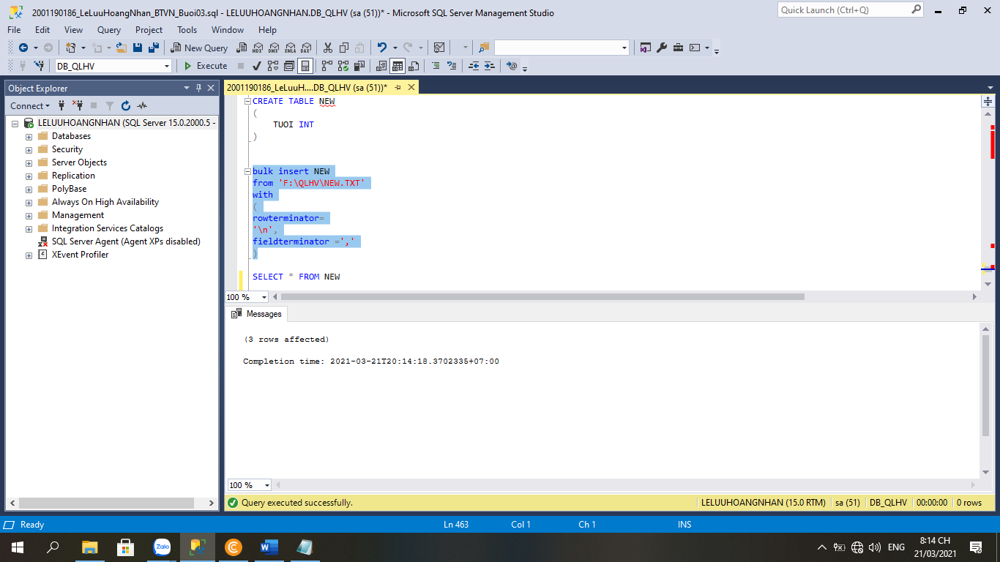 2001190186_LeLuuHoangNhan_BTVN_Buoi03.sql - LELUUHOANGNHAN.DB_QLHV (sa (51))* - Microsoft SQL Server Management Studio
Quick Launch (Ctrl+Q)
File Edit View Query Project Tools Window Help
New Query MDX DMX XMLA DAX
DB_QLHV Execute
Object Explorer
Connect
LELUUHOANGNHAN (SQL Server 15.0.2000.5 -
Databases
Security
Server Objects
Replication
PolyBase
Always On High Availability
Management
Integration Services Catalogs
SQL Server Agent (Agent XPs disabled)
XEvent Profiler
2001190186_LeLuuH....DB_QLHV (sa (51))*
CREATE TABLE NEW
(
TUOI INT
)
bulk insert NEW
from 'F:\QLHV\NEW.TXT'
with
(
rowterminator=
'\n',
fieldterminator =','
)
SELECT * FROM NEW
100 %
Messages
(3 rows affected)
Completion time: 2021-03-21T20:14:18.3702335+07:00
100 %
Query executed successfully. LELUUHOANGNHAN (15.0 RTM) sa (51) DB_QLHV 00:00:00 0 rows
Ready Ln 463 Col 1 Ch 1 INS
Zalo
ENG
8:14 CH
21/03/2021